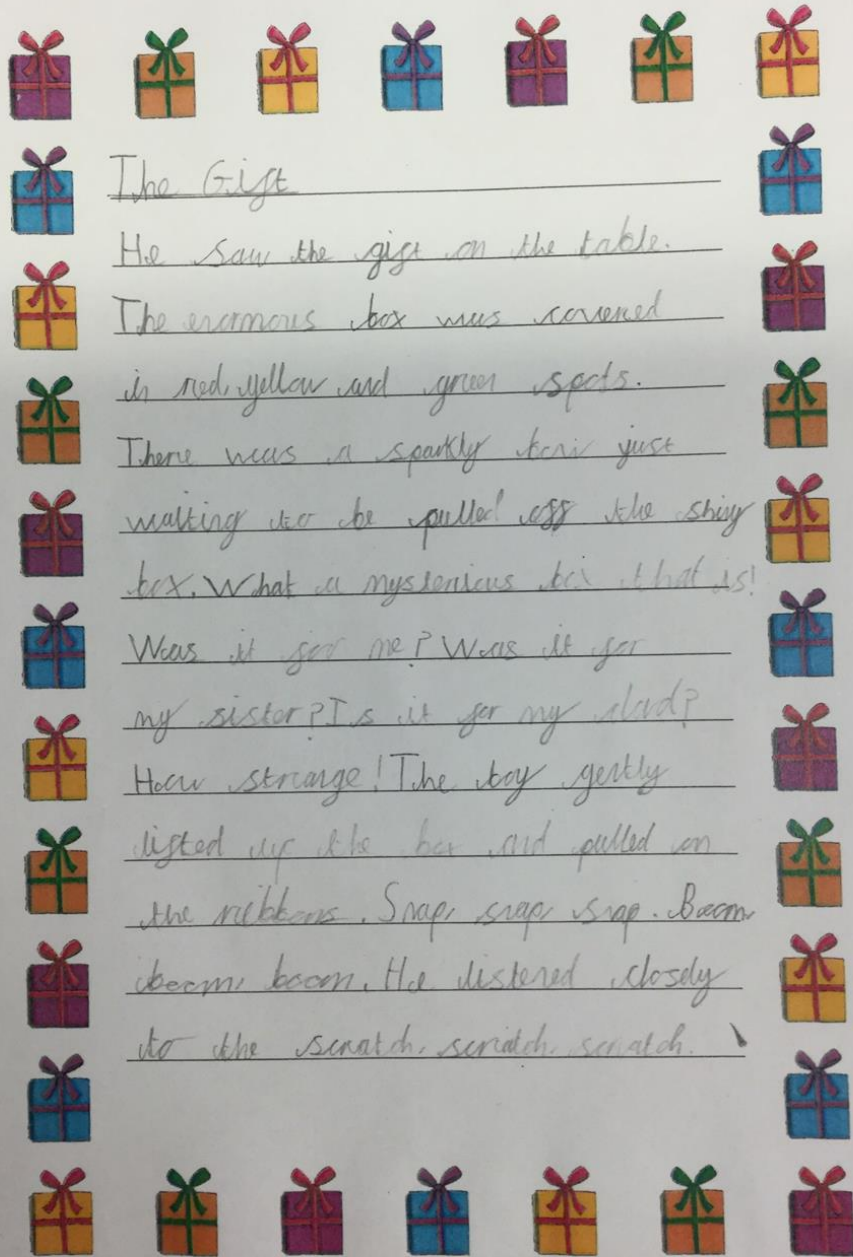 The Gift
He saw the gift on the table.
The enormous box was covered
in red, yellow and green spots.
There was a sparkly bow just
waiting to be pulled off the shiny
box. What a mysterious box that is!
Was it for me? Was it for
my sister? Is it for my dad?
How strange! The boy gently
lifted up the box and pulled on
the ribbons. Snap, snap, snap. Boom,
boom, boom. He listened closely
to the scratch, scratch, scratch.